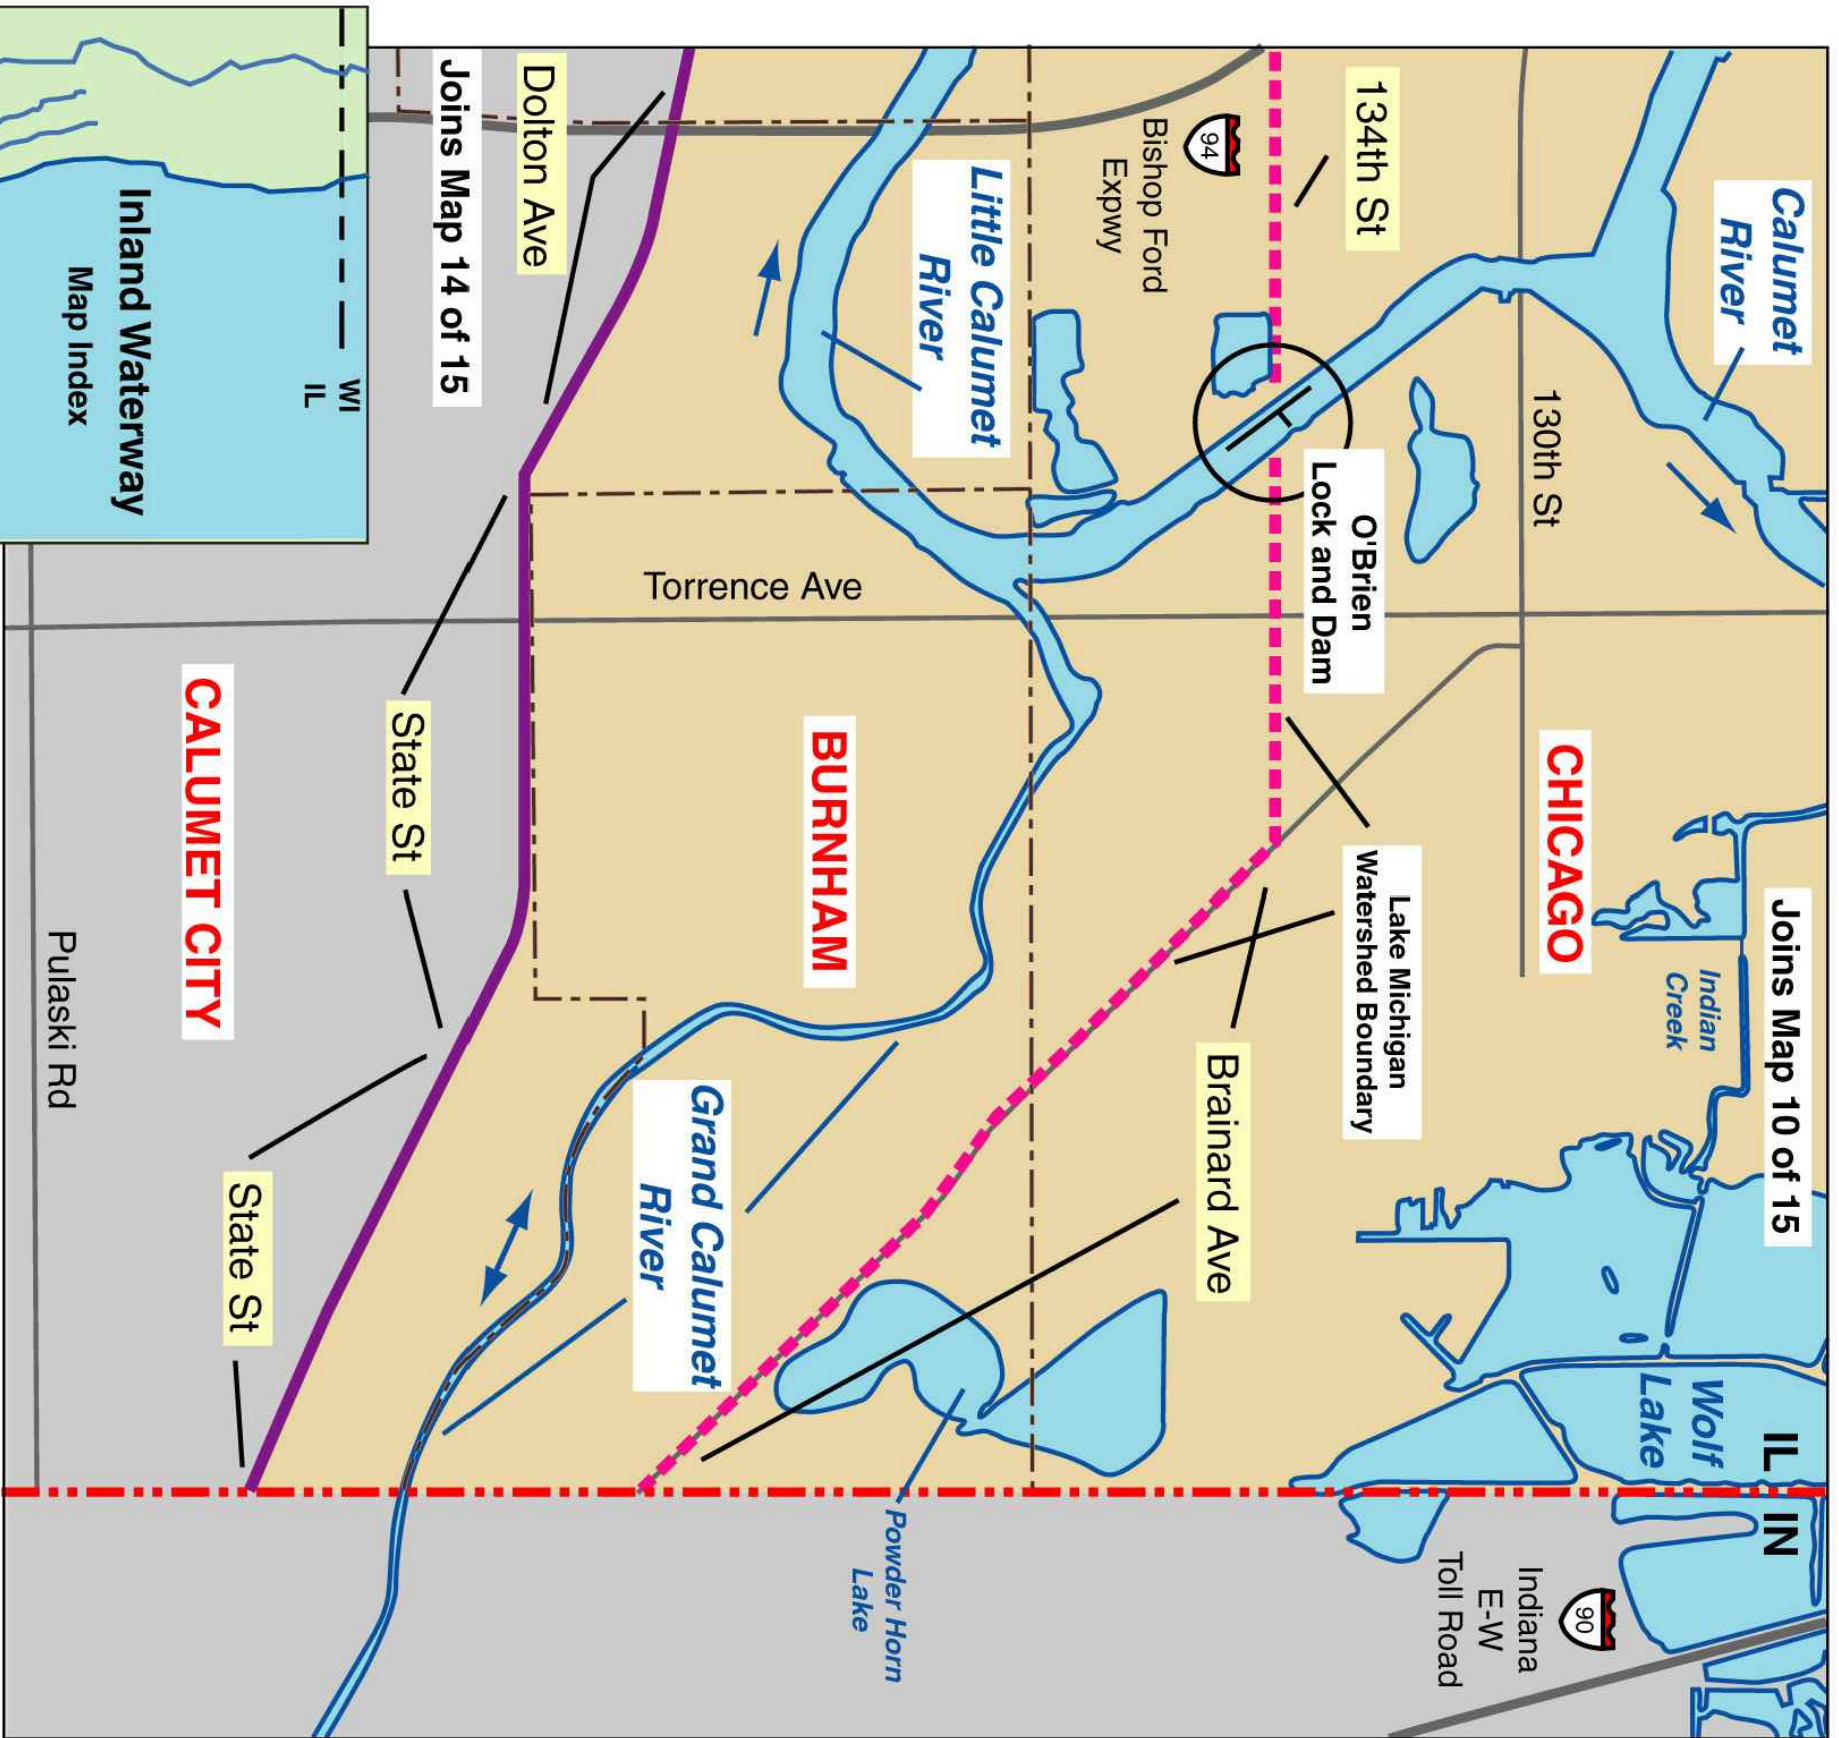 Joins Map 10 of 15
IL
IN
Calumet
River
Indian
Creek
Wolf
Lake
90
Indiana
E-W
Toll Road
130th St
CHICAGO
134th St
O'Brien
Lock and Dam
Lake Michigan
Watershed Boundary
94
Bishop Ford
Expwy
Brainard Ave
Little Calumet
River
Torrence Ave
BURNHAM
Powder Horn
Lake
Grand Calumet
River
Dolton Ave
Joins Map 14 of 15
State St
State St
CALUMET CITY
Pulaski Rd
WI
IL
Inland Waterway
Map Index